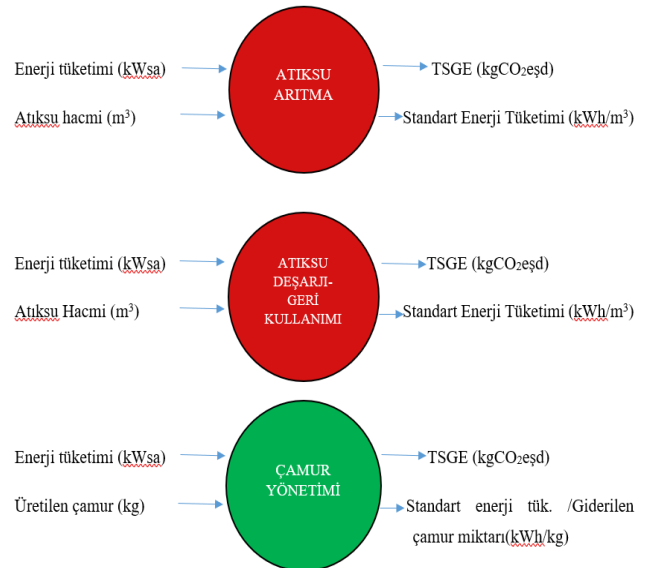 Enerji tüketimi (kWsa)
Atıksu hacmi (m³)
ATIKSU
ARITMA
TSGE (kgCO₂eşd)
Standart Enerji Tüketimi (kWh/m³)
Enerji tüketimi (kWsa)
Atıksu Hacmi (m³)
ATIKSU
DEŞARJI-
GERİ
KULLANIMI
TSGE (kgCO₂eşd)
Standart Enerji Tüketimi (kWh/m³)
Enerji tüketimi (kWsa)
Üretilen çamur (kg)
ÇAMUR
YÖNETİMİ
TSGE (kgCO₂eşd)
Standart enerji tük. /Giderilen
çamur miktarı(kWh/kg)